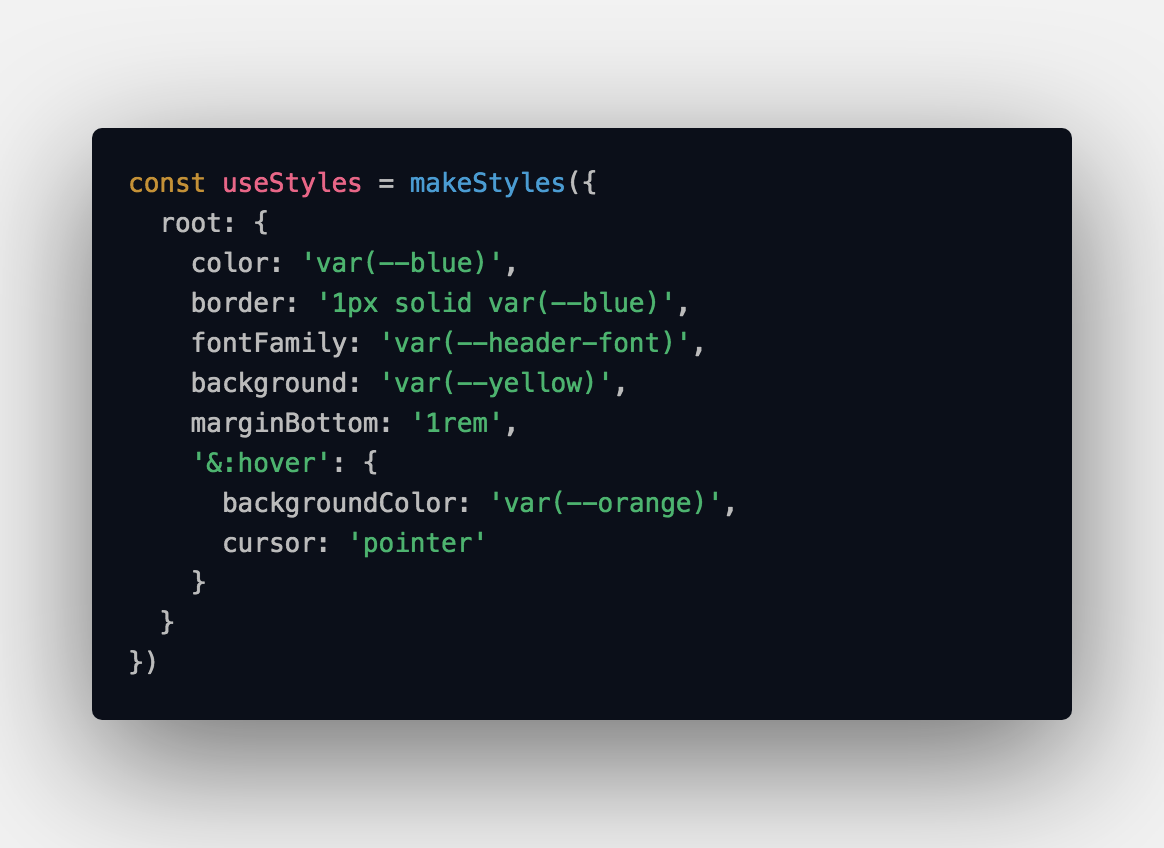 const useStyles = makeStyles({
  root: {
    color: 'var(--blue)',
    border: '1px solid var(--blue)',
    fontFamily: 'var(--header-font)',
    background: 'var(--yellow)',
    marginBottom: '1rem',
    '&:hover': {
      backgroundColor: 'var(--orange)',
      cursor: 'pointer'
    }
  }
})